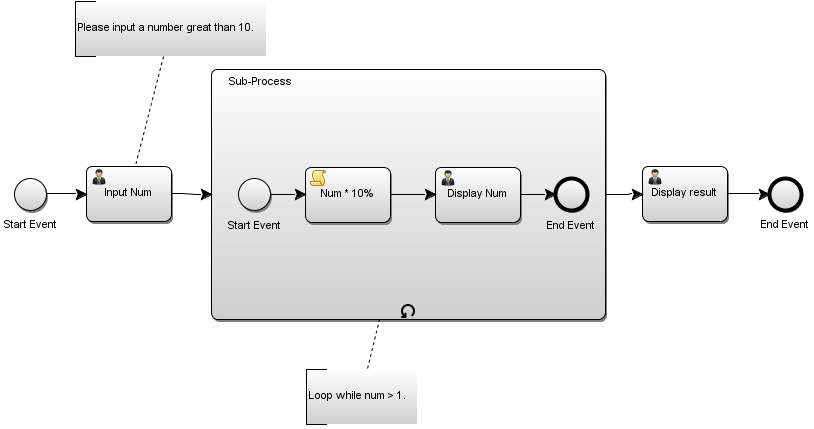 Please input a number great than 10.
Sub-Process
Input Num
Num * 10%
Display Num
Display result
Start Event
Start Event
End Event
End Event
Loop while num > 1.